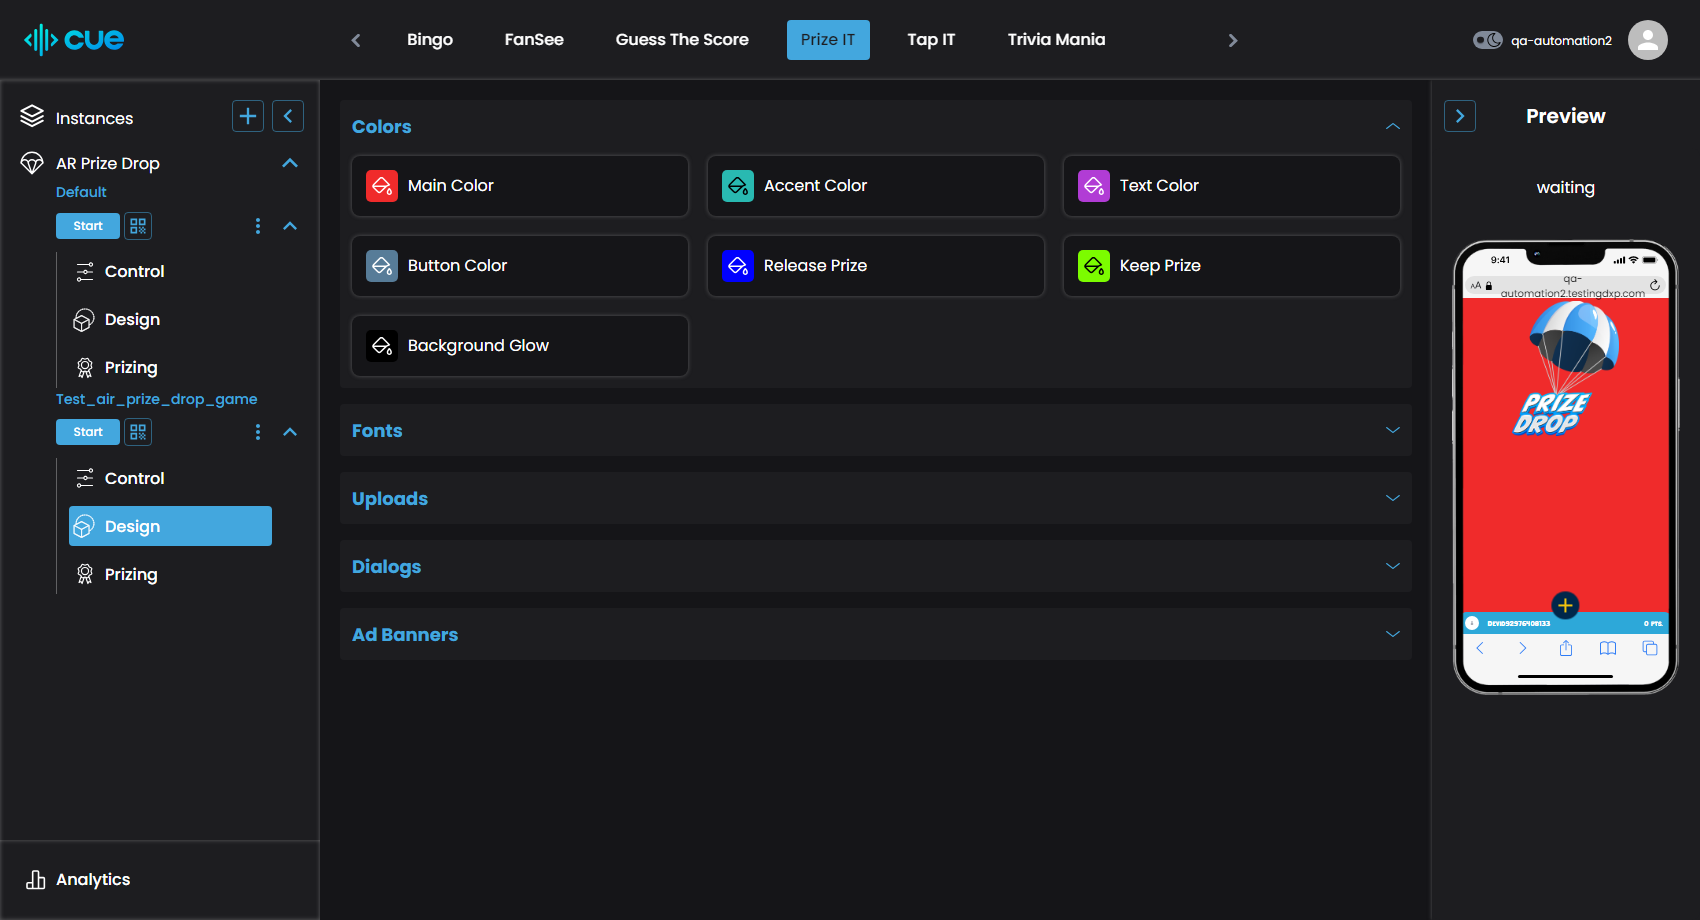 cue
Bingo
FanSee
Guess The Score
Prize IT
Tap IT
Trivia Mania
qa-automation2
Instances
AR Prize Drop
Default
Start
Control
Design
Prizing
Test_air_prize_drop_game
Start
Control
Design
Prizing
Analytics
Colors
Main Color
Accent Color
Text Color
Button Color
Release Prize
Keep Prize
Background Glow
Fonts
Uploads
Dialogs
Ad Banners
Preview
waiting
9:41
AA
qa-
automation2.testingdxp.com
PRIZE
DROP
0 PTS.